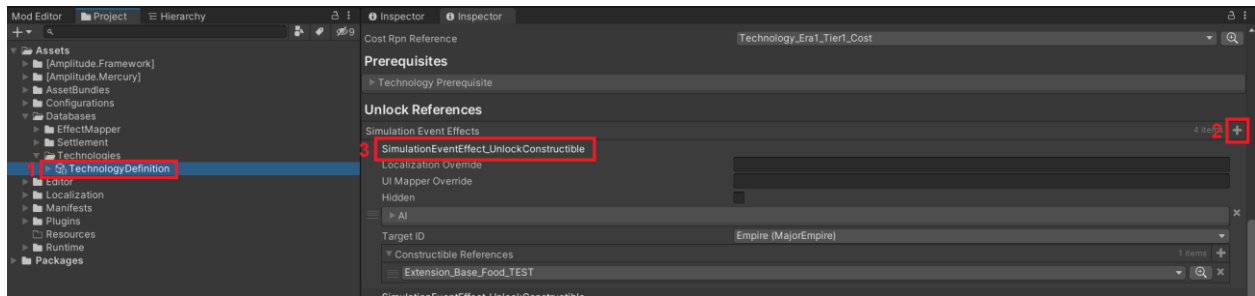 Mod Editor Project Hierarchy
9
Assets
[Amplitude.Framework]
[Amplitude.Mercury]
AssetBundles
Configurations
Databases
EffectMapper
Settlement
Technologies
1 TechnologyDefinition
Editor
Localization
Manifests
Plugins
Resources
Runtime
Packages
Inspector Inspector
Cost Rpn Reference Technology_Era1_Tier1_Cost
Prerequisites
Technology Prerequisite
Unlock References
Simulation Event Effects 4 items 2 +
3 SimulationEventEffect_UnlockConstructible
Localization Override
UI Mapper Override
Hidden
AI
Target ID Empire (MajorEmpire)
Constructible References 1 items +
Extension_Base_Food_TEST
SimulationEventEffect_UnlockConstructible